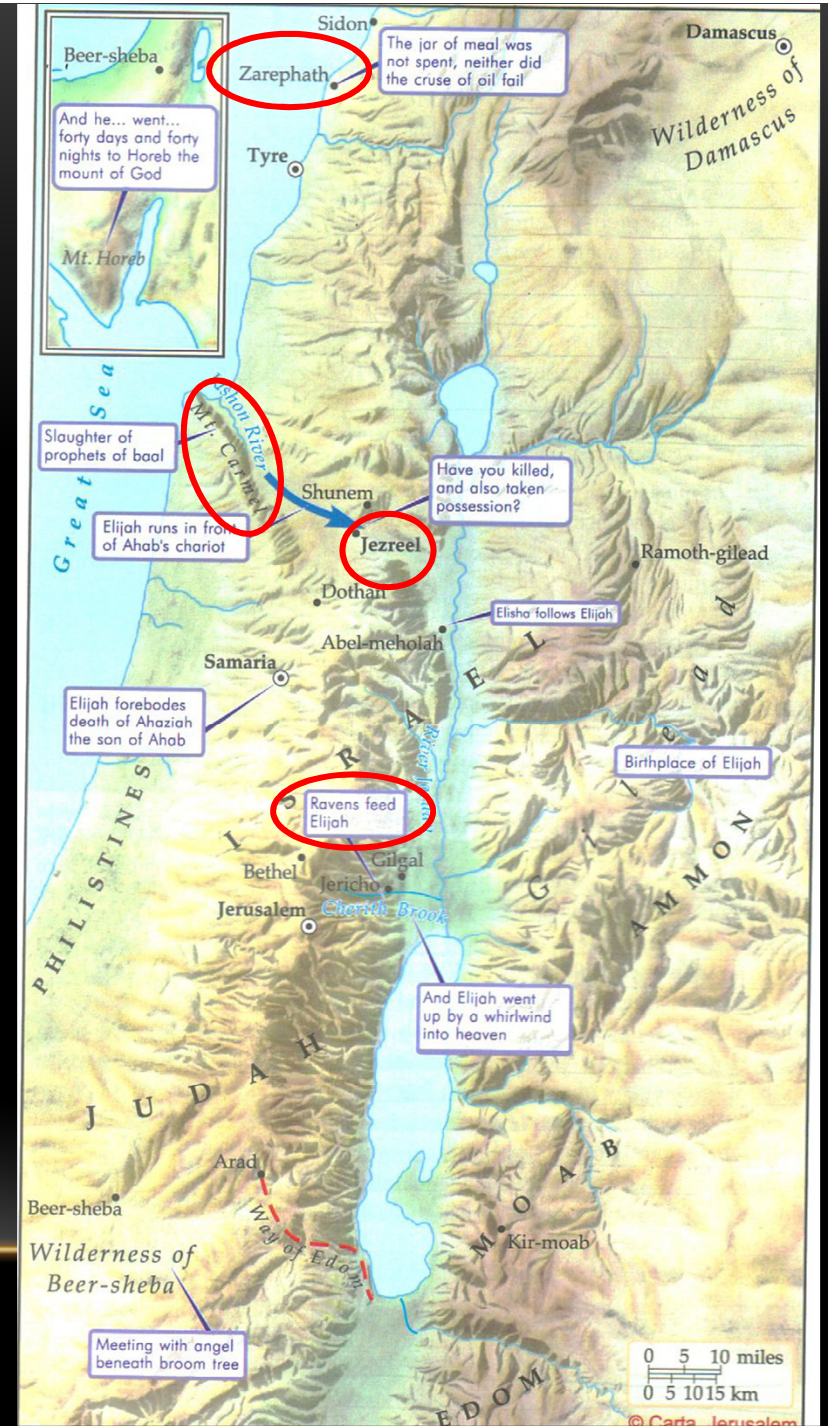 Sidon
Damascus
Beer-sheba
Zarephath
The jar of meal was
not spent, neither did
the cruse of oil fail
Wilderness of
Damascus
And he... went...
forty days and forty
nights to Horeb the
mount of God
Tyre
Mt. Horeb
Great Sea
Kishon River
Mt. Carmel
Slaughter of
prophets of baal
Have you killed,
and also taken
possession?
Shunem
Elijah runs in front
of Ahab's chariot
Jezreel
Ramoth-gilead
Dothan
Elisha follows Elijah
Abel-meholah
Samaria
ISRAEL
Gilead
Elijah forebodes
death of Ahaziah
the son of Ahab
River Jordan
Birthplace of Elijah
PHILISTINES
Ravens feed
Elijah
AMMON
Bethel
Gilgal
Jericho
Jerusalem
Cherith Brook
And Elijah went
up by a whirlwind
into heaven
JUDAH
MOAB
Arad
Beer-sheba
Way of Edom
Kir-moab
Wilderness of
Beer-sheba
Meeting with angel
beneath broom tree
0 5 10 miles
0 5 10 15 km
EDOM
© Carta, Jerusalem